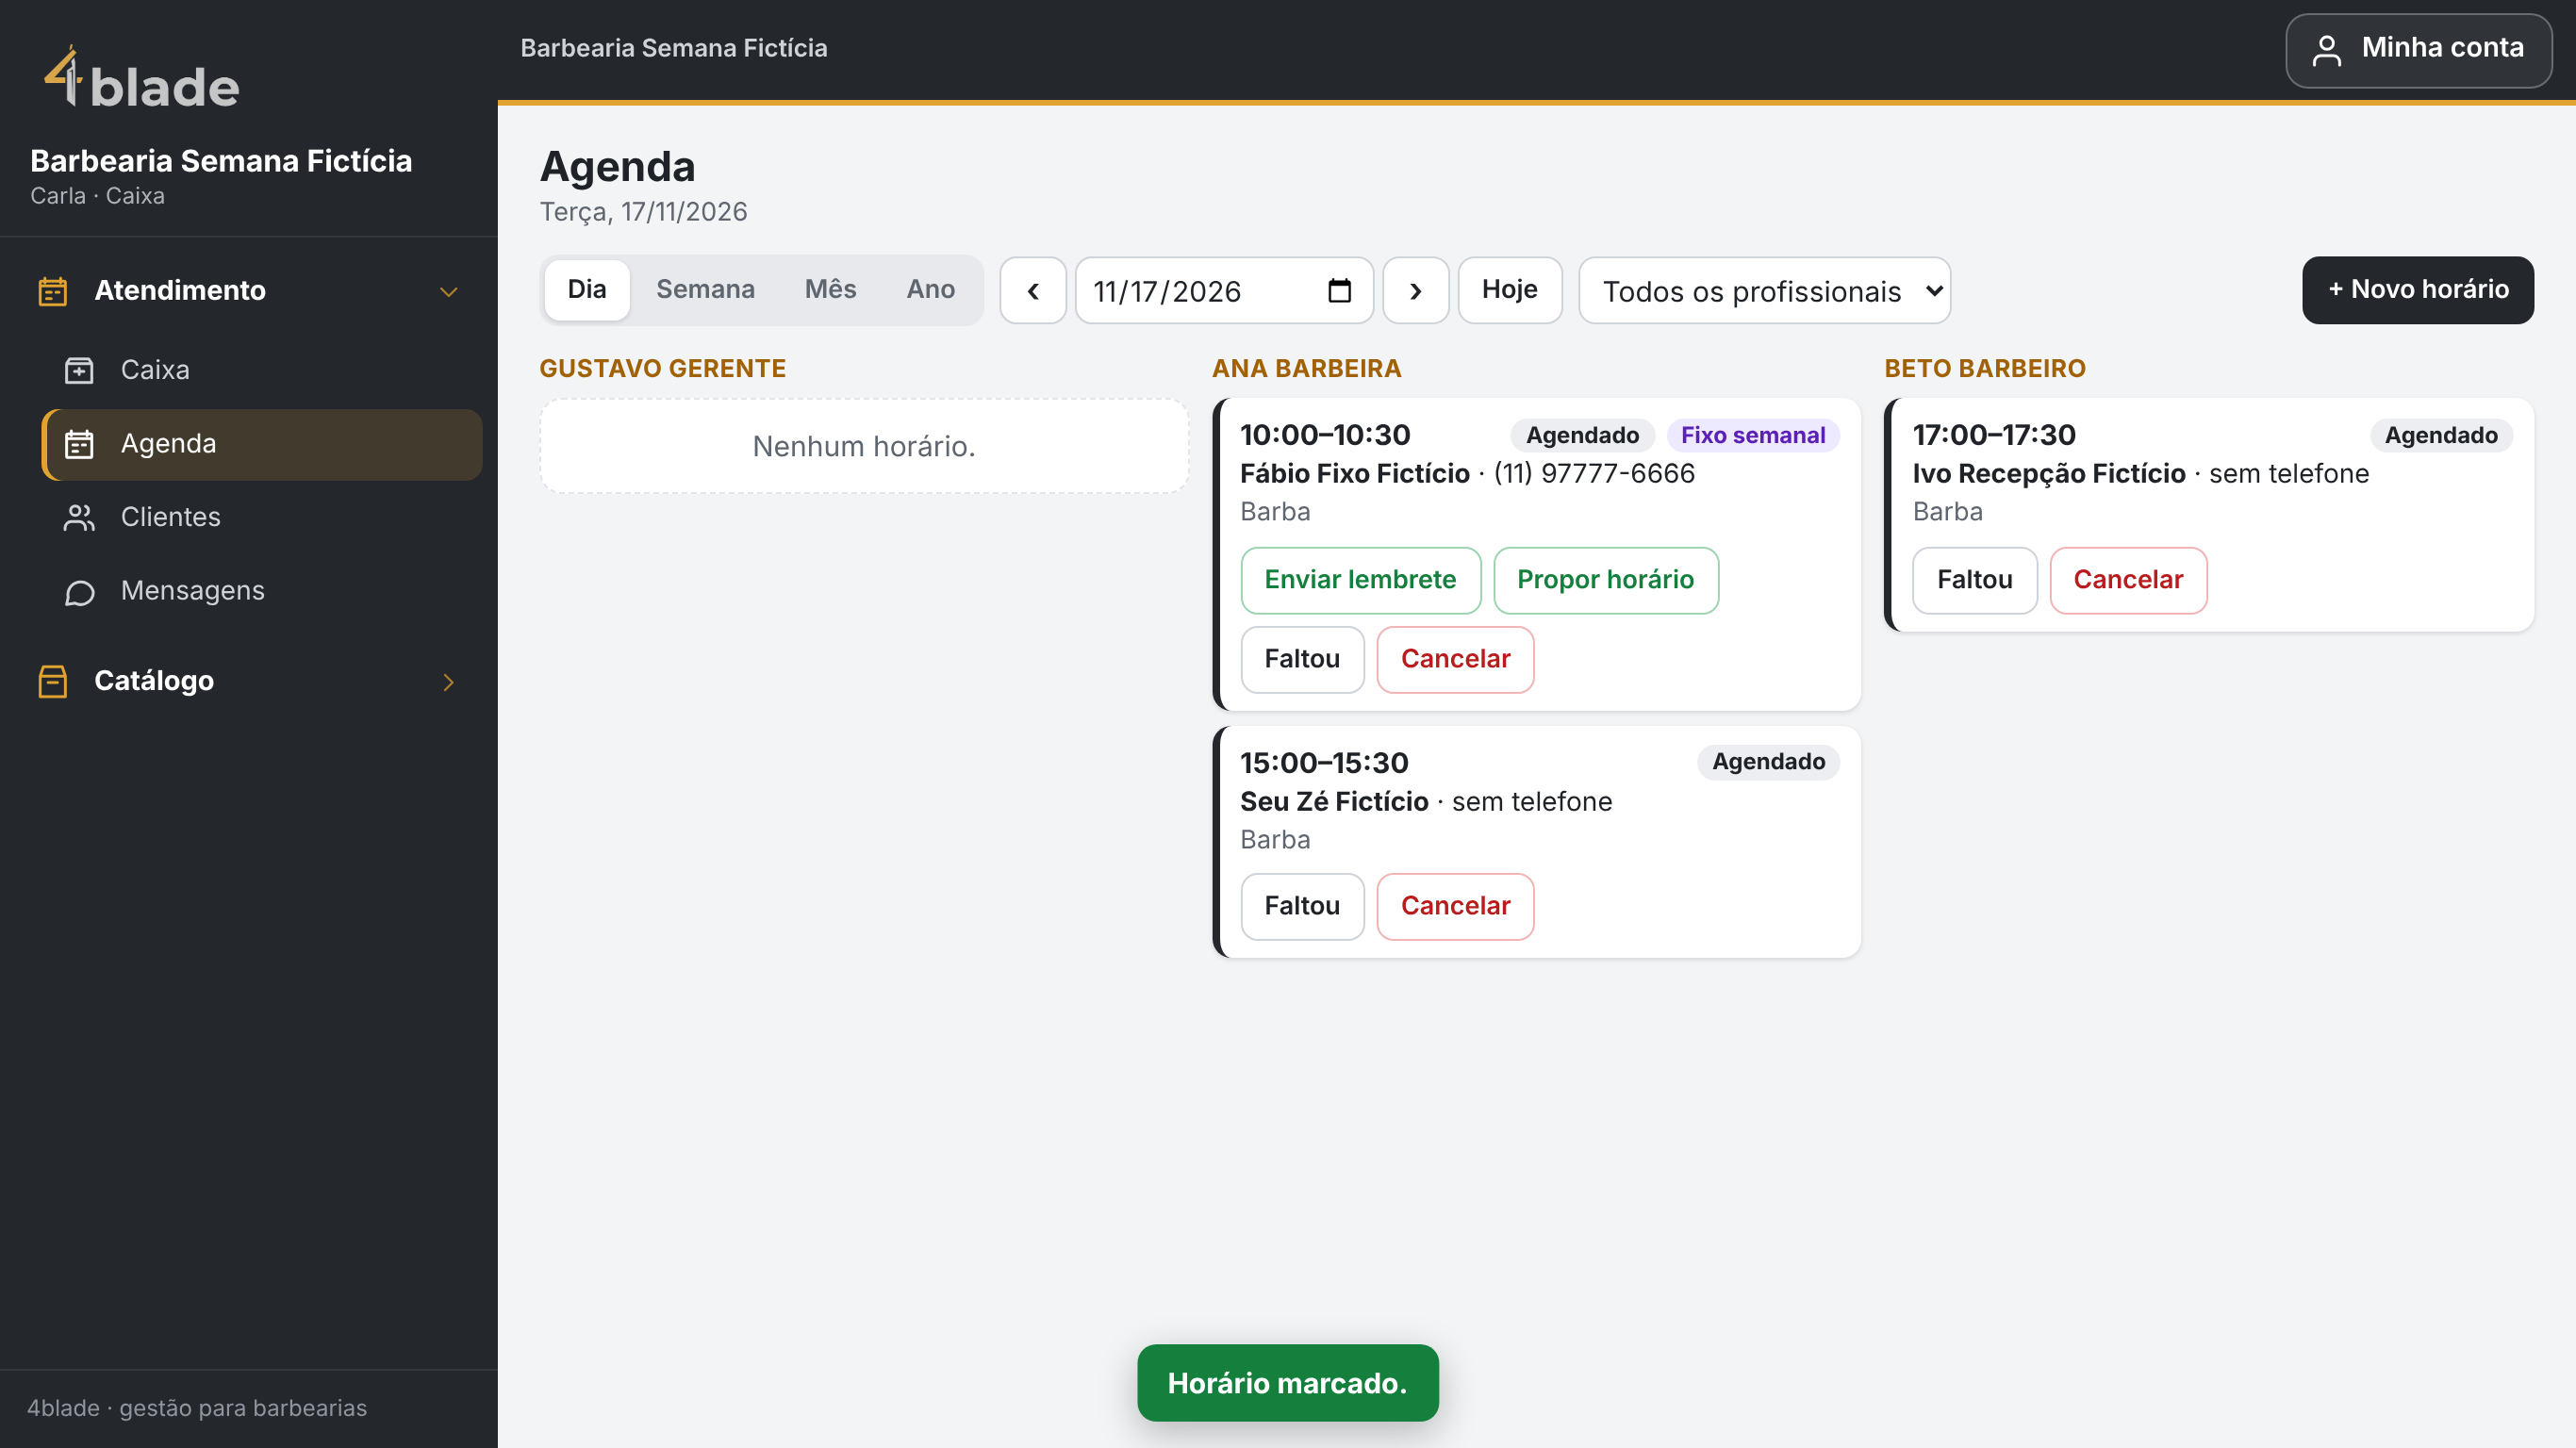 4blade
Barbearia Semana Fictícia
Carla · Caixa
Atendimento
Caixa
Agenda
Clientes
Mensagens
Catálogo
4blade · gestão para barbearias
Barbearia Semana Fictícia
Minha conta
Agenda
Terça, 17/11/2026
Dia Semana Mês Ano ‹ 11/17/2026 › Hoje Todos os profissionais + Novo horário
GUSTAVO GERENTE
Nenhum horário.
ANA BARBEIRA
10:00–10:30 Agendado Fixo semanal
Fábio Fixo Fictício · (11) 97777-6666
Barba
Enviar lembrete Propor horário
Faltou Cancelar
15:00–15:30 Agendado
Seu Zé Fictício · sem telefone
Barba
Faltou Cancelar
BETO BARBEIRO
17:00–17:30 Agendado
Ivo Recepção Fictício · sem telefone
Barba
Faltou Cancelar
Horário marcado.